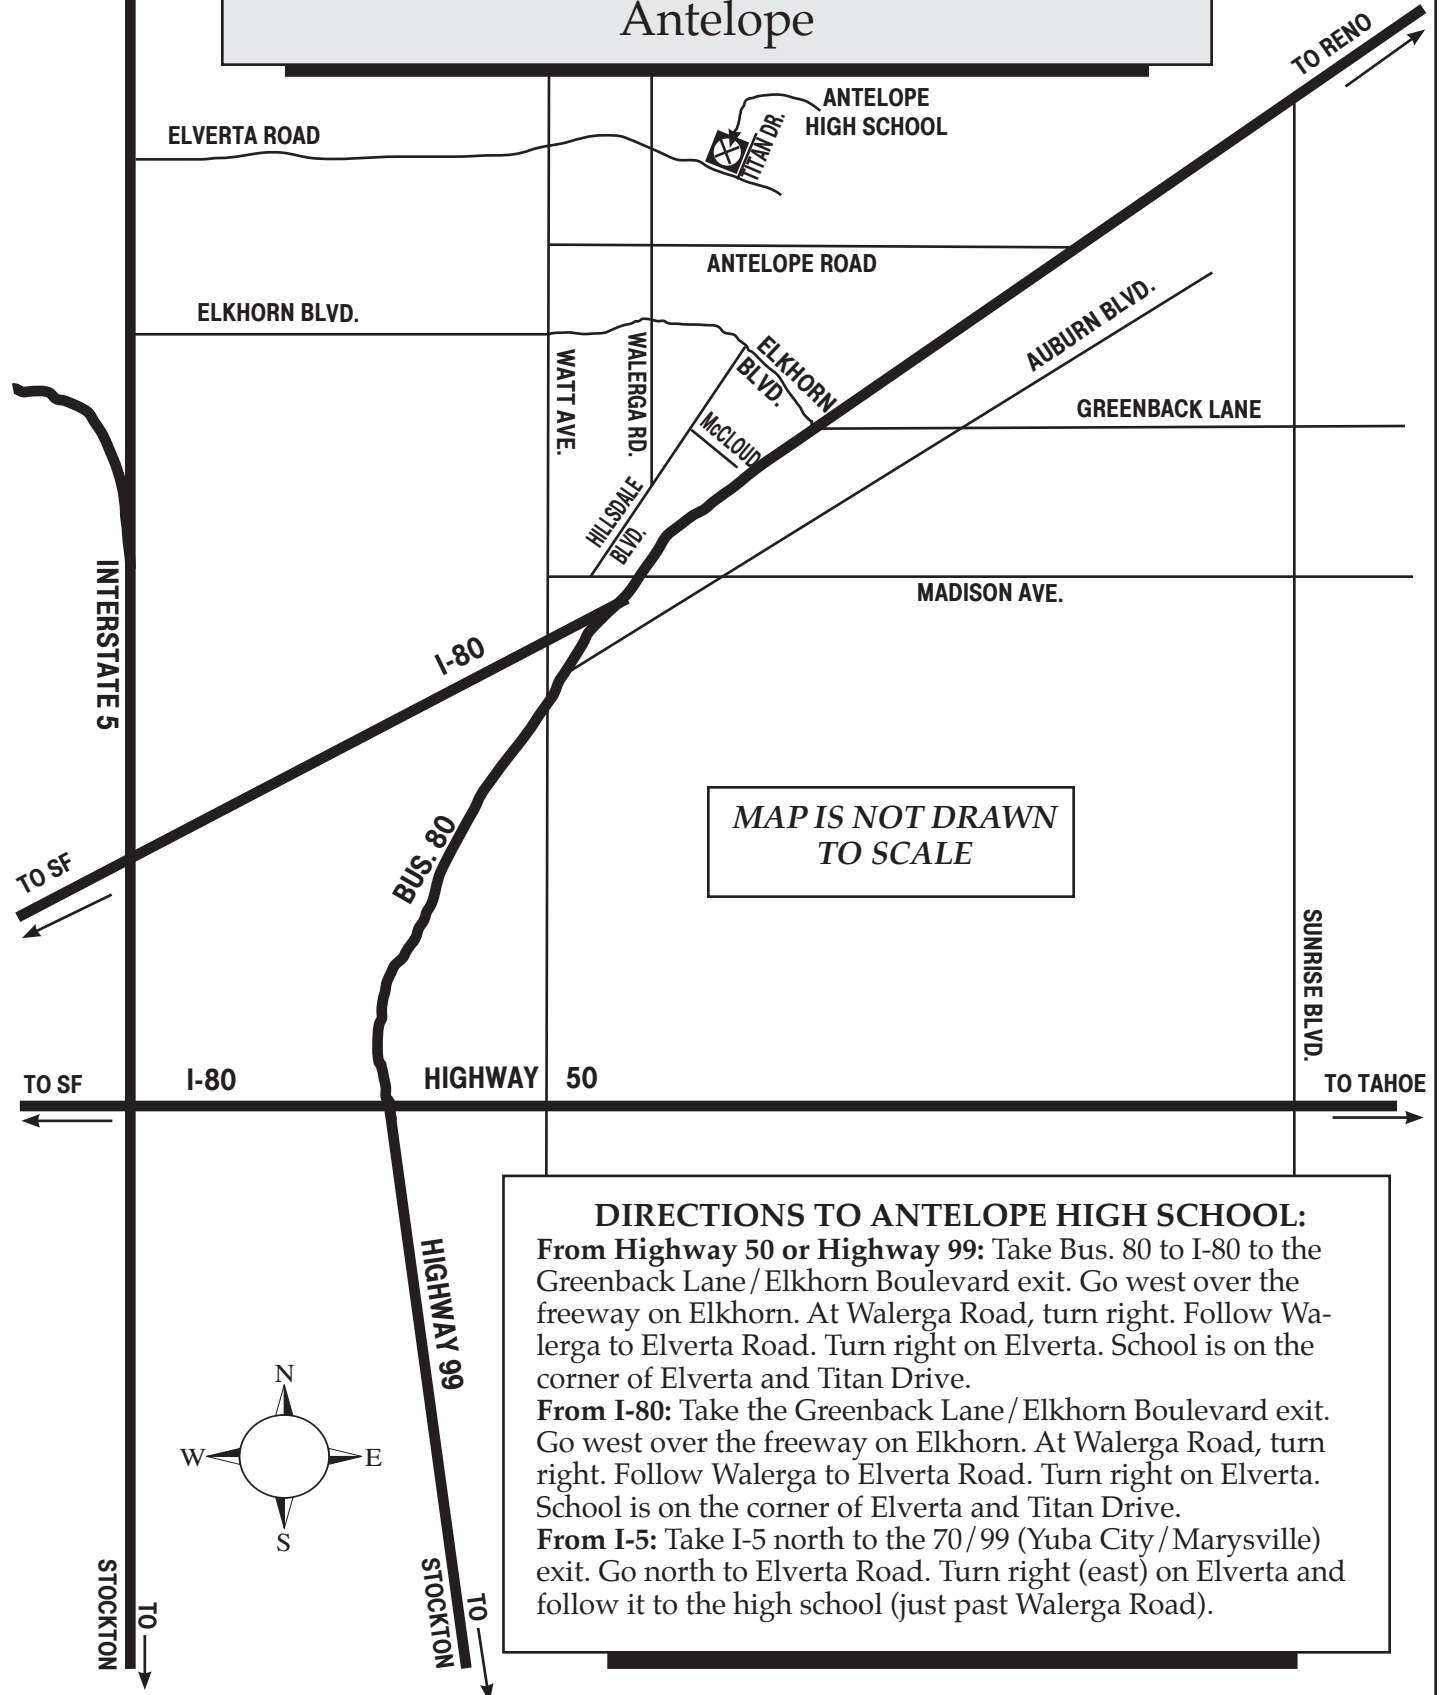 Antelope
TO RENO
ANTELOPE
HIGH SCHOOL
TITAN DR.
ELVERTA ROAD
ANTELOPE ROAD
ELKHORN BLVD.
AUBURN BLVD.
WATT AVE.
WALERGA RD.
ELKHORN
BLVD.
GREENBACK LANE
McCLOUD
HILLSDALE
BLVD.
INTERSTATE 5
MADISON AVE.
I-80
BUS. 80
MAP IS NOT DRAWN
TO SCALE
TO SF
SUNRISE BLVD.
TO SF
I-80
HIGHWAY 50
TO TAHOE
HIGHWAY 99
DIRECTIONS TO ANTELOPE HIGH SCHOOL:
From Highway 50 or Highway 99: Take Bus. 80 to I-80 to the
Greenback Lane/Elkhorn Boulevard exit. Go west over the
freeway on Elkhorn. At Walerga Road, turn right. Follow Wa-
lerga to Elverta Road. Turn right on Elverta. School is on the
corner of Elverta and Titan Drive.
From I-80: Take the Greenback Lane/Elkhorn Boulevard exit.
Go west over the freeway on Elkhorn. At Walerga Road, turn
right. Follow Walerga to Elverta Road. Turn right on Elverta.
School is on the corner of Elverta and Titan Drive.
From I-5: Take I-5 north to the 70/99 (Yuba City/Marysville)
exit. Go north to Elverta Road. Turn right (east) on Elverta and
follow it to the high school (just past Walerga Road).
N
W
E
S
TO
STOCKTON
TO
STOCKTON